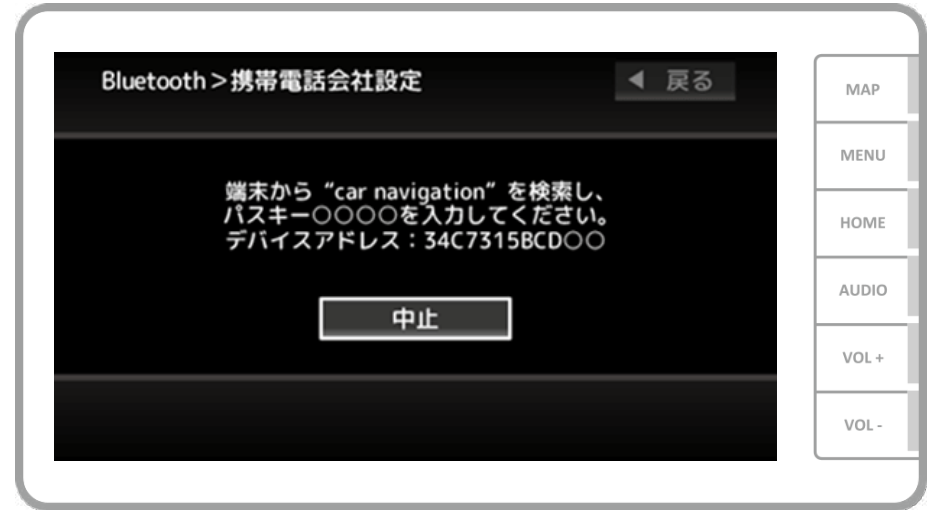 Bluetooth>携帯電話会社設定
◀ 戻る
端末から“car navigation”を検索し、
パスキー○○○○を入力してください。
デバイスアドレス：34C7315BCD○○
中止
MAP
MENU
HOME
AUDIO
VOL +
VOL -